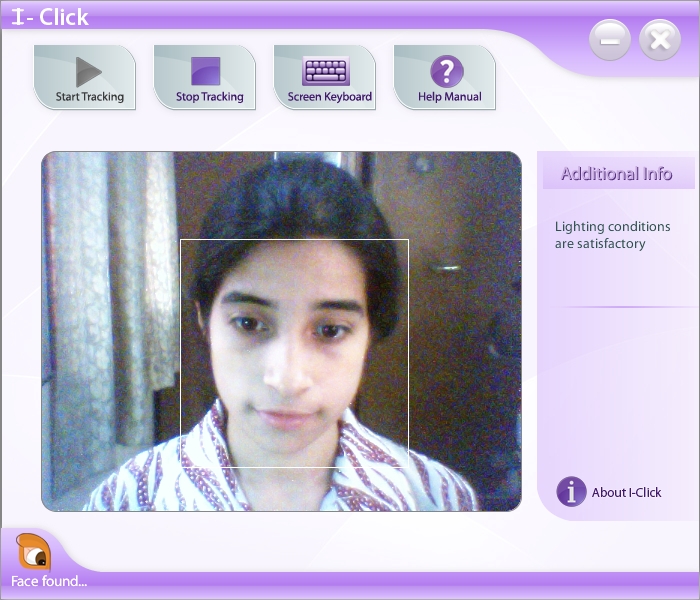 I- Click
Start Tracking
Stop Tracking
Screen Keyboard
Help Manual
Additional Info
Lighting conditions
are satisfactory
About I-Click
Face found...